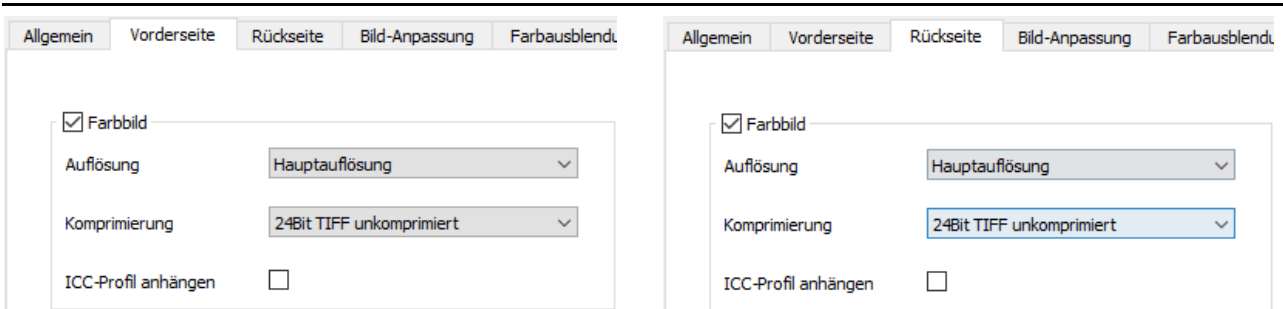 Allgemein Vorderseite Rückseite Bild-Anpassung Farbausblendu
Farbbild
Auflösung Hauptauflösung
Komprimierung 24Bit TIFF unkomprimiert
ICC-Profil anhängen
Allgemein Vorderseite Rückseite Bild-Anpassung Farbausblendu
Farbbild
Auflösung Hauptauflösung
Komprimierung 24Bit TIFF unkomprimiert
ICC-Profil anhängen